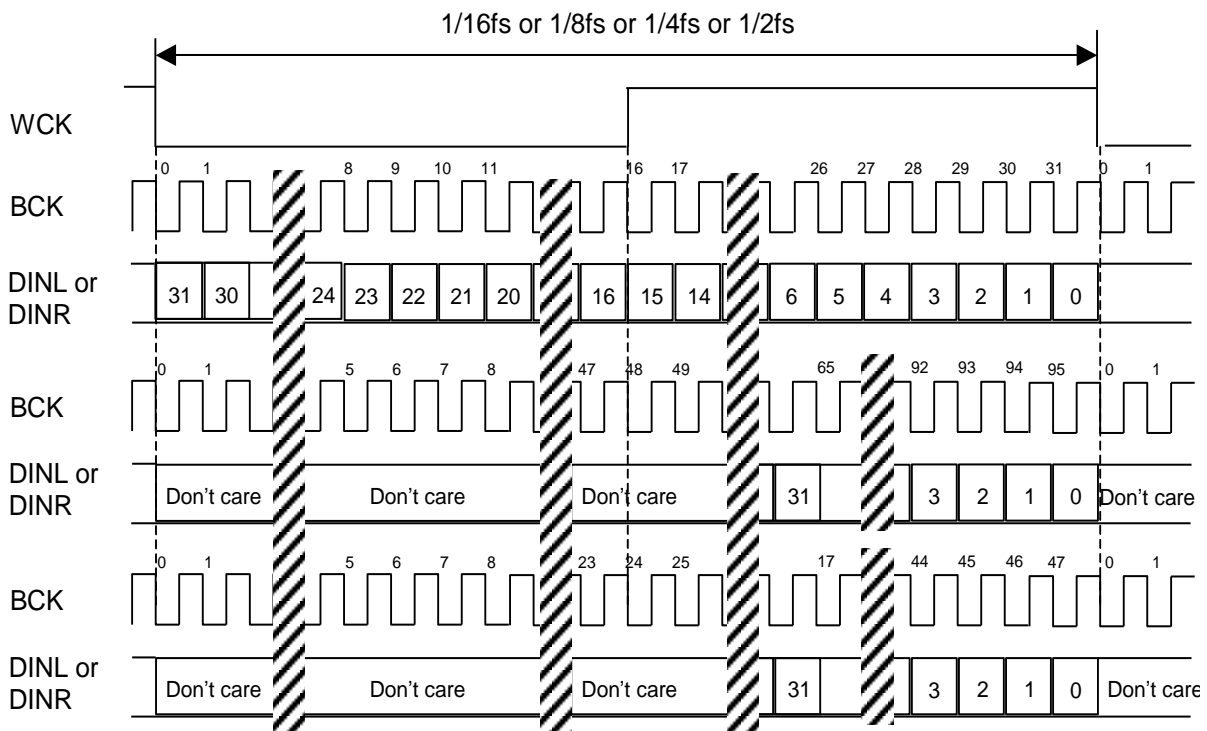 1/16fs or 1/8fs or 1/4fs or 1/2fs
WCK
0 1 8 9 10 11 16 17 26 27 28 29 30 31 0 1
BCK
DINL or
DINR
31 30 24 23 22 21 20 16 15 14 6 5 4 3 2 1 0
0 1 5 6 7 8 47 48 49 65 92 93 94 95 0 1
BCK
DINL or
DINR
Don't care Don't care Don't care 31 3 2 1 0 Don't care
0 1 5 6 7 8 23 24 25 17 44 45 46 47 0 1
BCK
DINL or
DINR
Don't care Don't care Don't care 31 3 2 1 0 Don't care